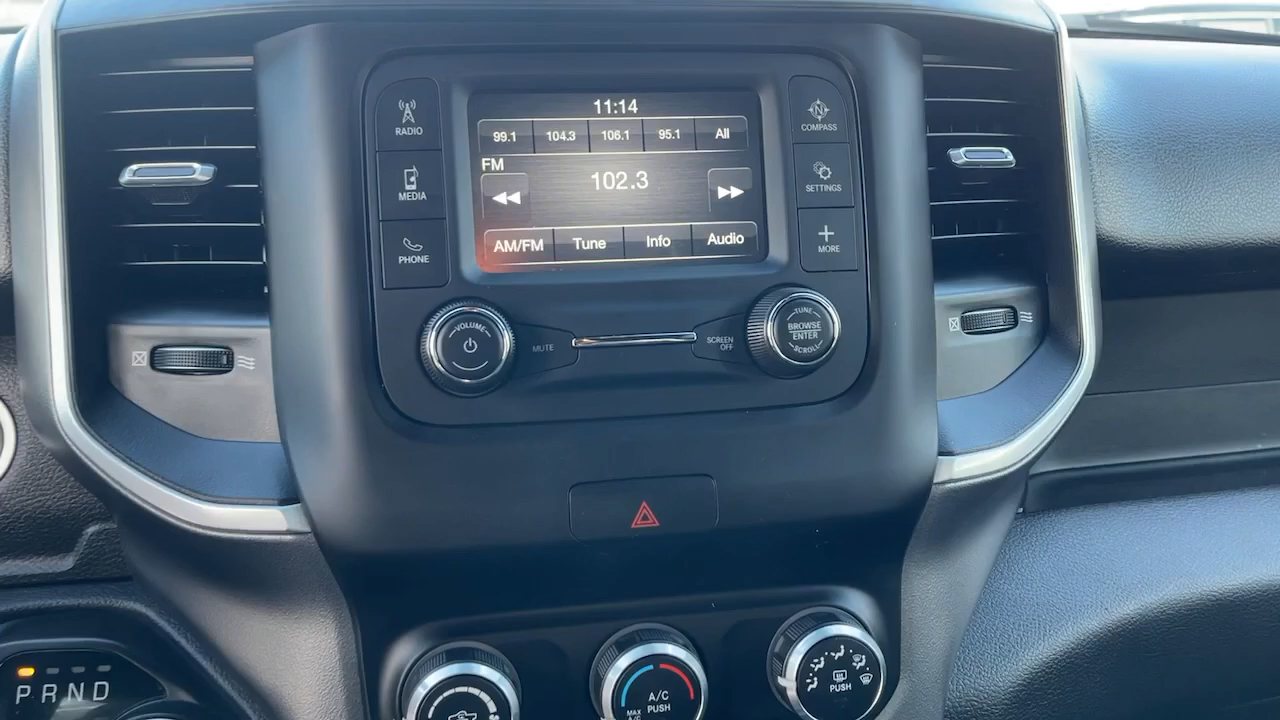 11:14
RADIO
99.1 104.3 106.1 95.1 All
N
COMPASS
FM
MEDIA
102.3
SETTINGS
PHONE
AM/FM Tune Info Audio
MORE
VOLUME
MUTE
SCREEN
OFF
TUNE
BROWSE
ENTER
SCROLL
PRND
A/C
PUSH
MAX
A/C
PUSH